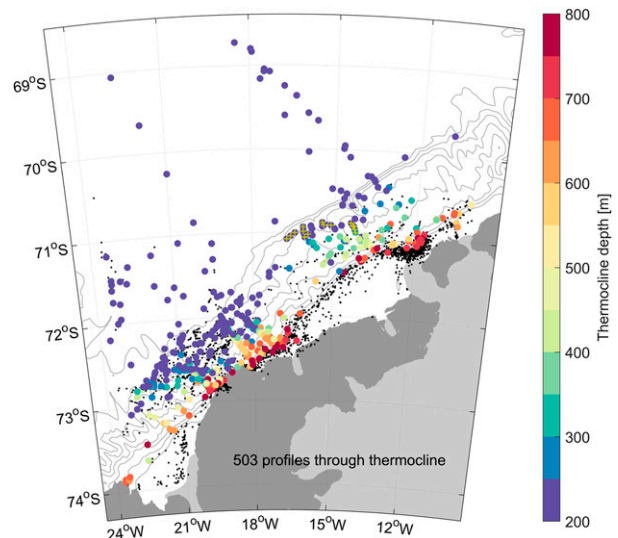 69°S
70°S
71°S
72°S
73°S
74°S
24°W
21°W
18°W
15°W
12°W
503 profiles through thermocline
800
700
600
500
400
300
200
Thermocline depth [m]